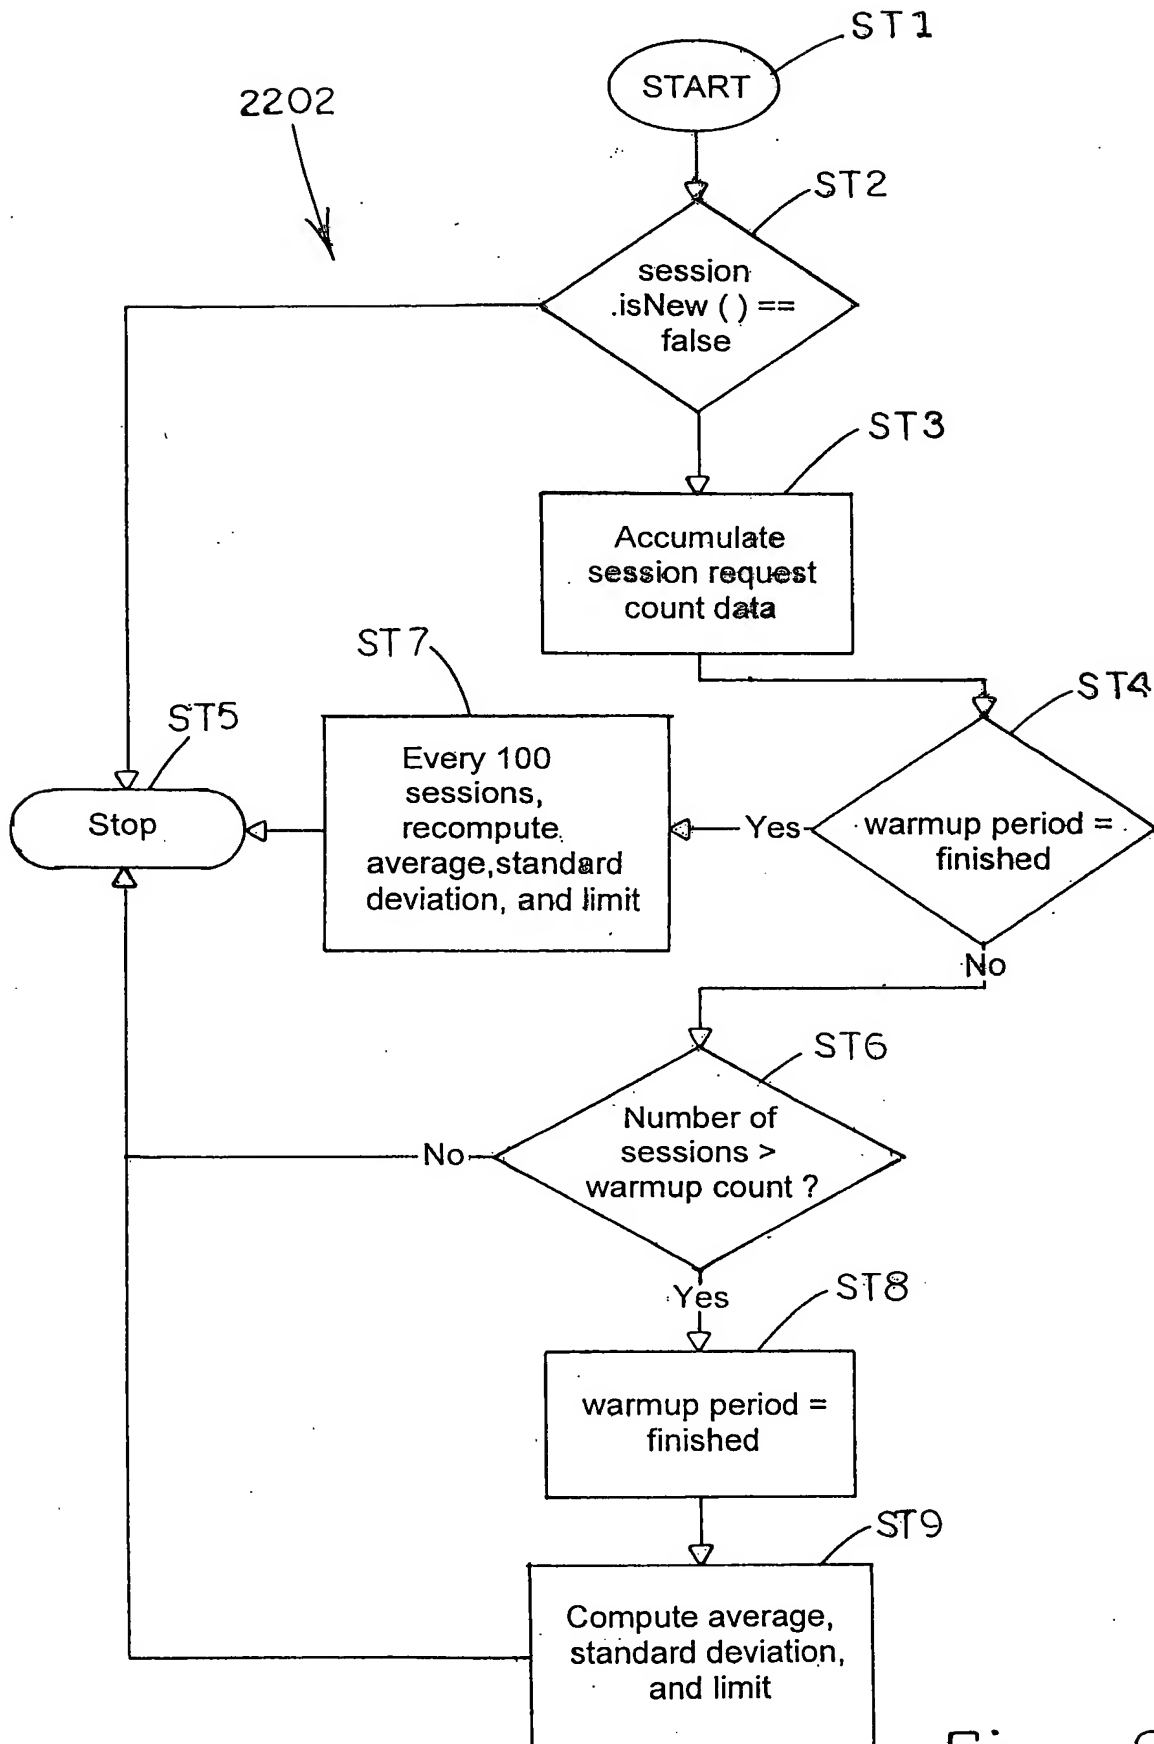 ST1
START
2202
ST2
session
.isNew ( ) ==
false
ST3
Accumulate
session request
count data
ST7
ST4
ST5
Every 100
sessions,
recompute
average,standard
deviation, and limit
Stop
Yes
warmup period =
finished
No
ST6
Number of
sessions >
warmup count ?
No
Yes
ST8
warmup period =
finished
ST9
Compute average,
standard deviation,
and limit